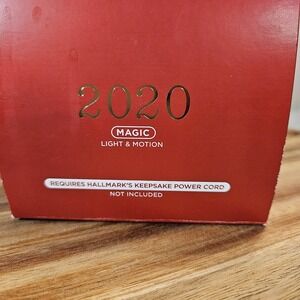 2020
MAGIC
LIGHT & MOTION
REQUIRES HALLMARK'S KEEPSAKE POWER CORD
NOT INCLUDED